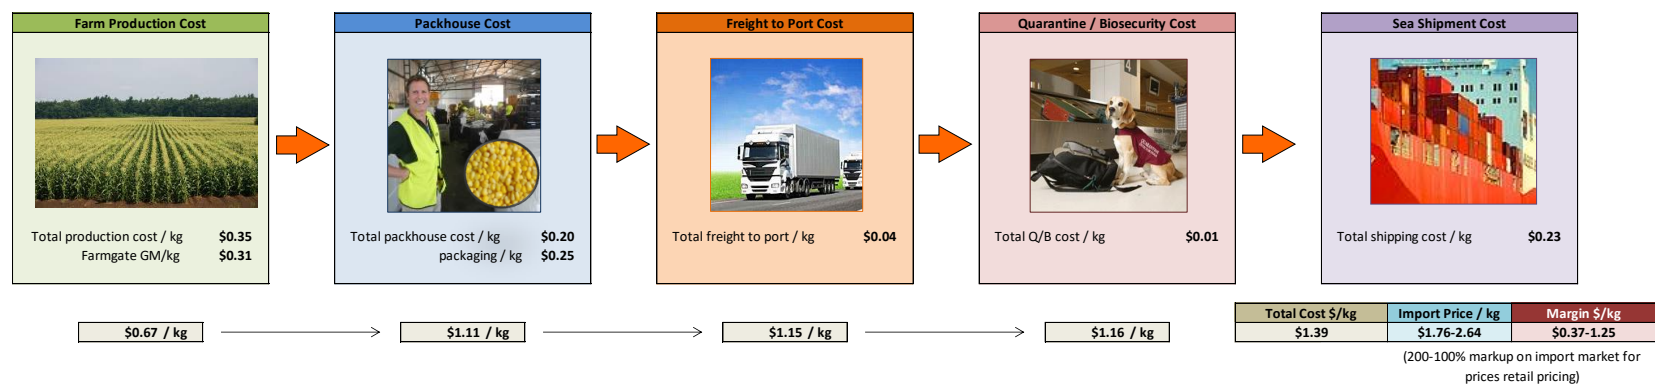 Farm Production Cost
Total production cost / kg $0.35
Farmgate GM/kg $0.31
Packhouse Cost
Total packhouse cost / kg $0.20
packaging / kg $0.25
Freight to Port Cost
Total freight to port / kg $0.04
Quarantine / Biosecurity Cost
4
Total Q/B cost / kg $0.01
Sea Shipment Cost
Total shipping cost / kg $0.23
$0.67 / kg
$1.11 / kg
$1.15 / kg
$1.16 / kg
Total Cost $/kg Import Price / kg Margin $/kg
$1.39 $1.76-2.64 $0.37-1.25
(200-100% markup on import market for
prices retail pricing)